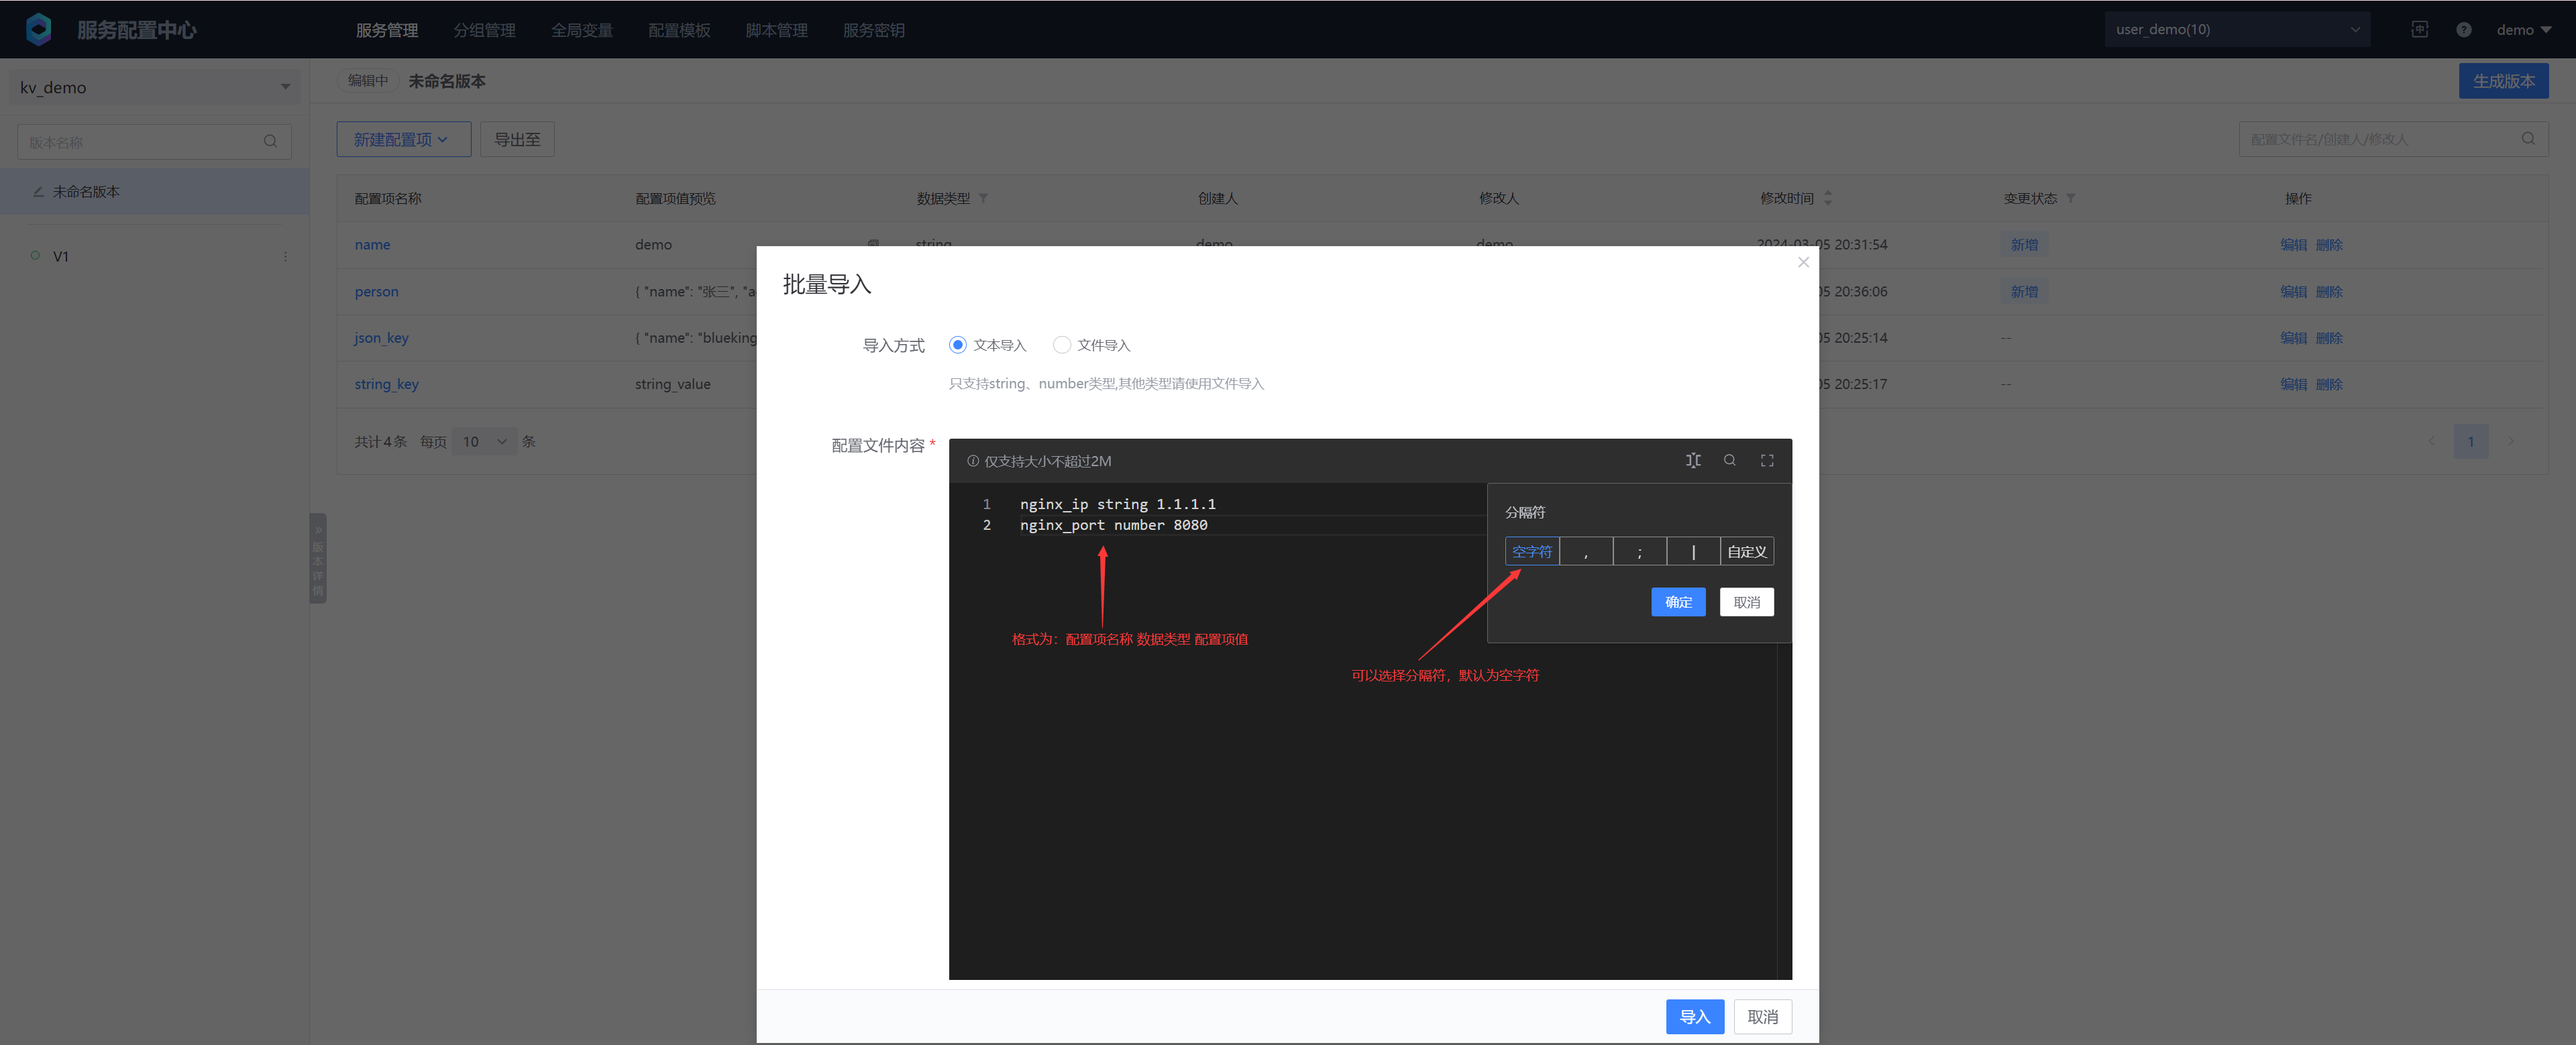 服务配置中心 服务管理 分组管理 全局变量 配置模板 脚本管理 服务密钥 user_demo(10) demo
kv_demo
编辑中 未命名版本 生成版本
版本名称
新建配置项 导出至 配置文件名/创建人/修改人
未命名版本
V1
配置项名称 配置项值预览 数据类型 创建人 修改人 修改时间 变更状态 操作
name demo string demo demo 2024-03-05 20:31:54 新增 编辑 删除
person { "name": "张三", "a 05 20:36:06 新增 编辑 删除
json_key { "name": "blueking 05 20:25:14 -- 编辑 删除
string_key string_value 05 20:25:17 -- 编辑 删除
共计4条 每页 10 条 1
版本详情
批量导入
导入方式 文本导入 文件导入
只支持string、number类型,其他类型请使用文件导入
配置文件内容 *
仅支持大小不超过2M
1 nginx_ip string 1.1.1.1
2 nginx_port number 8080
分隔符
空字符 , ; | 自定义
确定 取消
格式为：配置项名称 数据类型 配置项值
可以选择分隔符，默认为空字符
导入 取消